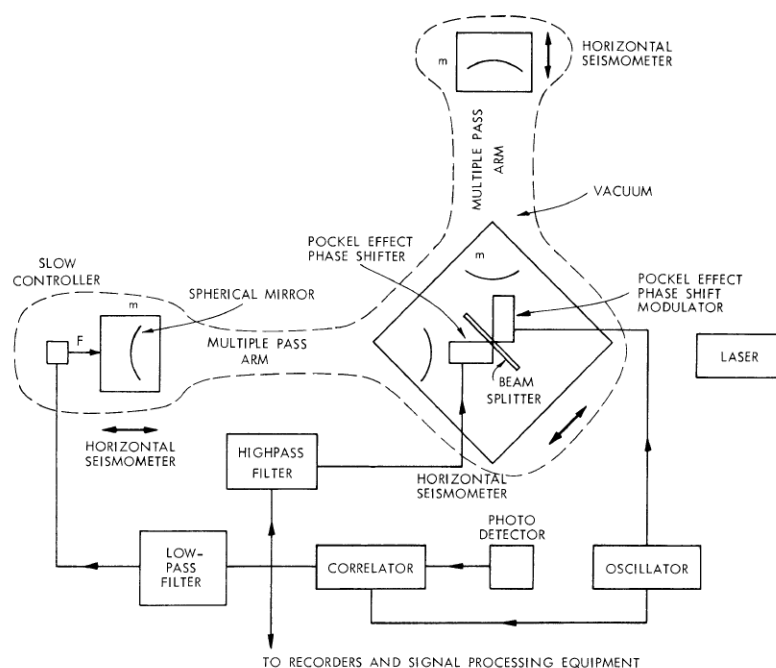 m
HORIZONTAL
SEISMOMETER
MULTIPLE PASS
ARM
VACUUM
POCKEL EFFECT
PHASE SHIFTER
m
SLOW
CONTROLLER
m
SPHERICAL MIRROR
POCKEL EFFECT
PHASE SHIFT
MODULATOR
F
MULTIPLE PASS
ARM
LASER
BEAM
SPLITTER
HORIZONTAL
SEISMOMETER
HIGHPASS
FILTER
HORIZONTAL
SEISMOMETER
PHOTO
DETECTOR
LOW-
PASS
FILTER
CORRELATOR
OSCILLATOR
TO RECORDERS AND SIGNAL PROCESSING EQUIPMENT